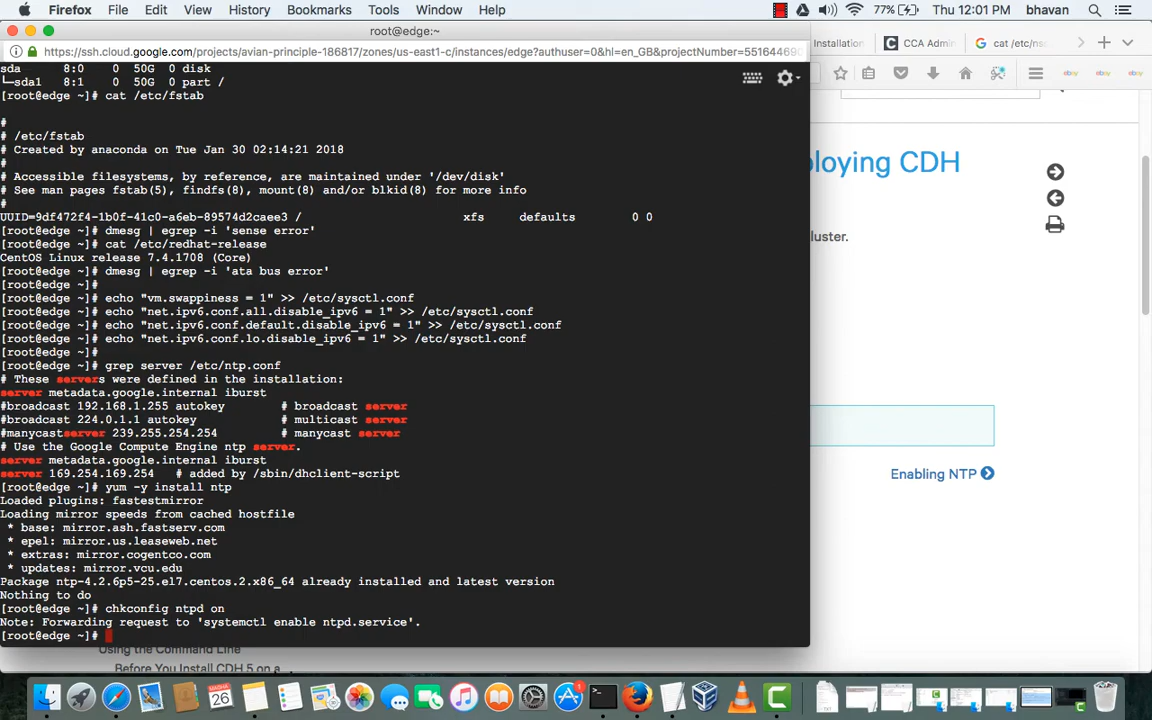 Firefox File Edit View History Bookmarks Tools Window Help 77% Thu 12:01 PM bhavan
root@edge:~
https://ssh.cloud.google.com/projects/avian-principle-186817/zones/us-east1-c/instances/edge?authuser=0&hl=en_GB&projectNumber=5516446
Installation CCA Admi cat /etc/ns
sda 8:0 0 50G 0 disk
└─sda1 8:1 0 50G 0 part /
[root@edge ~]# cat /etc/fstab
#
# /etc/fstab
# Created by anaconda on Tue Jan 30 02:14:21 2018
#
# Accessible filesystems, by reference, are maintained under '/dev/disk'
# See man pages fstab(5), findfs(8), mount(8) and/or blkid(8) for more info
#
UUID=9df472f4-1b0f-41c0-a6eb-89574d2caee3 / xfs defaults 0 0
[root@edge ~]# dmesg | egrep -i 'sense error'
[root@edge ~]# cat /etc/redhat-release
CentOS Linux release 7.4.1708 (Core)
[root@edge ~]# dmesg | egrep -i 'ata bus error'
[root@edge ~]#
[root@edge ~]# echo "vm.swappiness = 1" >> /etc/sysctl.conf
[root@edge ~]# echo "net.ipv6.conf.all.disable_ipv6 = 1" >> /etc/sysctl.conf
[root@edge ~]# echo "net.ipv6.conf.default.disable_ipv6 = 1" >> /etc/sysctl.conf
[root@edge ~]# echo "net.ipv6.conf.lo.disable_ipv6 = 1" >> /etc/sysctl.conf
[root@edge ~]#
[root@edge ~]# grep server /etc/ntp.conf
# These servers were defined in the installation:
server metadata.google.internal iburst
#broadcast 192.168.1.255 autokey # broadcast server
#broadcast 224.0.1.1 autokey # multicast server
#manycastserver 239.255.254.254 # manycast server
# Use the Google Compute Engine ntp server.
server metadata.google.internal iburst
server 169.254.169.254 # added by /sbin/dhclient-script
[root@edge ~]# yum -y install ntp
Loaded plugins: fastestmirror
Loading mirror speeds from cached hostfile
* base: mirror.ash.fastserv.com
* epel: mirror.us.leaseweb.net
* extras: mirror.cogentco.com
* updates: mirror.vcu.edu
Package ntp-4.2.6p5-25.el7.centos.2.x86_64 already installed and latest version
Nothing to do
[root@edge ~]# chkconfig ntpd on
Note: Forwarding request to 'systemctl enable ntpd.service'.
[root@edge ~]#
ebay ebay ebay
ploying CDH
uster.
Enabling NTP
Using the Command Line
Before You Install CDH 5 on a
MAR
26
1